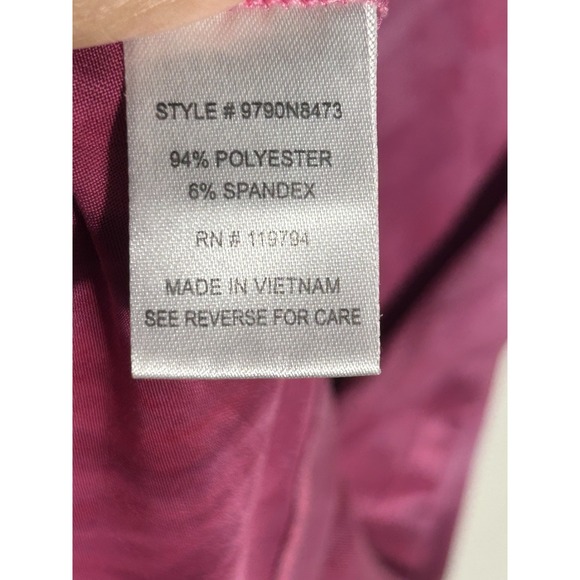 STYLE # 9790N8473
94% POLYESTER
6% SPANDEX
RN # 119794
MADE IN VIETNAM
SEE REVERSE FOR CARE